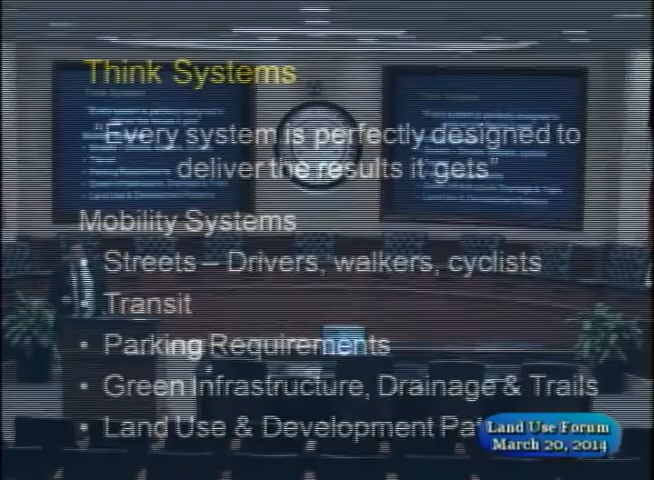 Think Systems
"Every system is perfectly designed to
deliver the results it gets"
Mobility Systems
• Streets – Drivers, walkers, cyclists
• Transit
• Parking Requirements
• Green Infrastructure, Drainage & Trails
• Land Use & Development Pa
Land Use Forum
March 20, 2014